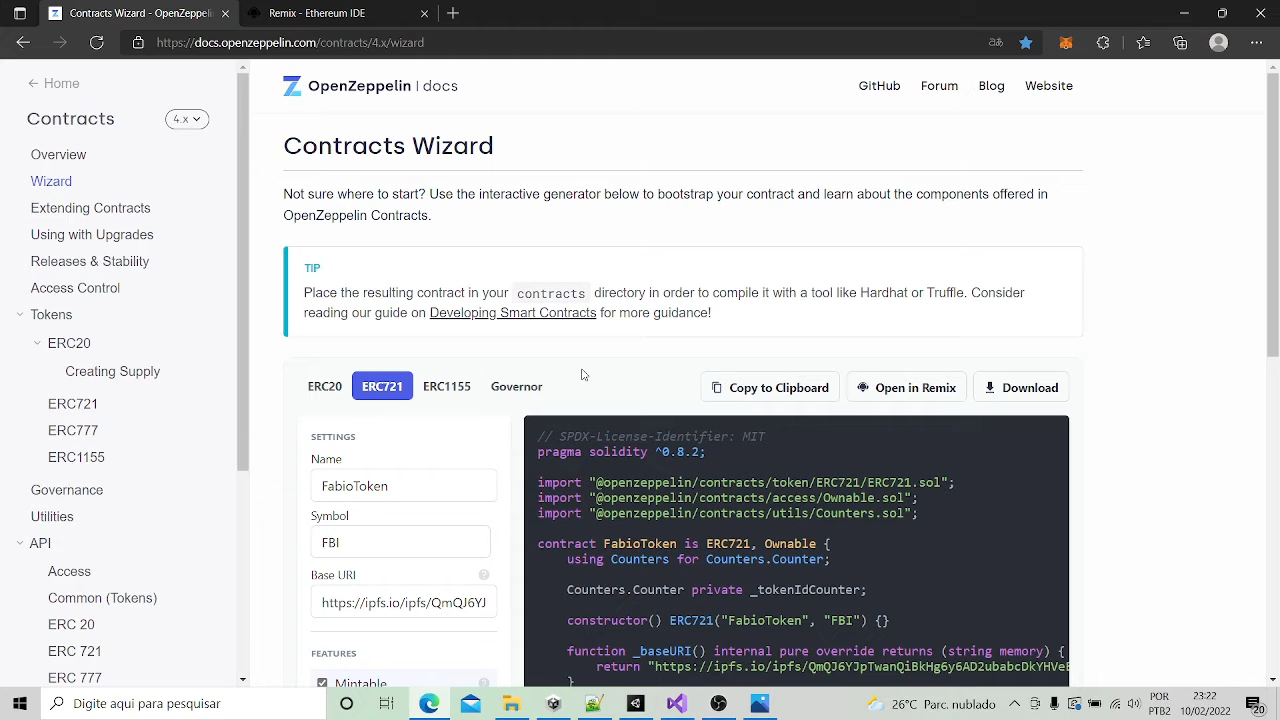 Contracts Wizard - OpenZeppelin
Remix - Ethereum IDE
https://docs.openzeppelin.com/contracts/4.x/wizard
Home
Contracts
4.x
Overview
Wizard
Extending Contracts
Using with Upgrades
Releases & Stability
Access Control
Tokens
ERC20
Creating Supply
ERC721
ERC777
ERC1155
Governance
Utilities
API
Access
Common (Tokens)
ERC 20
ERC 721
ERC 777
OpenZeppelin | docs
GitHub
Forum
Blog
Website
Contracts Wizard
Not sure where to start? Use the interactive generator below to bootstrap your contract and learn about the components offered in
OpenZeppelin Contracts.
TIP
Place the resulting contract in your contracts directory in order to compile it with a tool like Hardhat or Truffle. Consider
reading our guide on Developing Smart Contracts for more guidance!
ERC20
ERC721
ERC1155
Governor
Copy to Clipboard
Open in Remix
Download
SETTINGS
Name
FabioToken
Symbol
FBI
Base URI
https://ipfs.io/ipfs/QmQJ6YJ
FEATURES
Mintable
// SPDX-License-Identifier: MIT
pragma solidity ^0.8.2;
import "@openzeppelin/contracts/token/ERC721/ERC721.sol";
import "@openzeppelin/contracts/access/Ownable.sol";
import "@openzeppelin/contracts/utils/Counters.sol";
contract FabioToken is ERC721, Ownable {
using Counters for Counters.Counter;
Counters.Counter private _tokenIdCounter;
constructor() ERC721("FabioToken", "FBI") {}
function _baseURI() internal pure override returns (string memory) {
return "https://ipfs.io/ipfs/QmQJ6YJpTwanQiBkHg6y6AD2ubabcDkYHVeB
}
Digite aqui para pesquisar
26°C Parc. nublado
POR
PTB2
23:22
10/02/2022
20